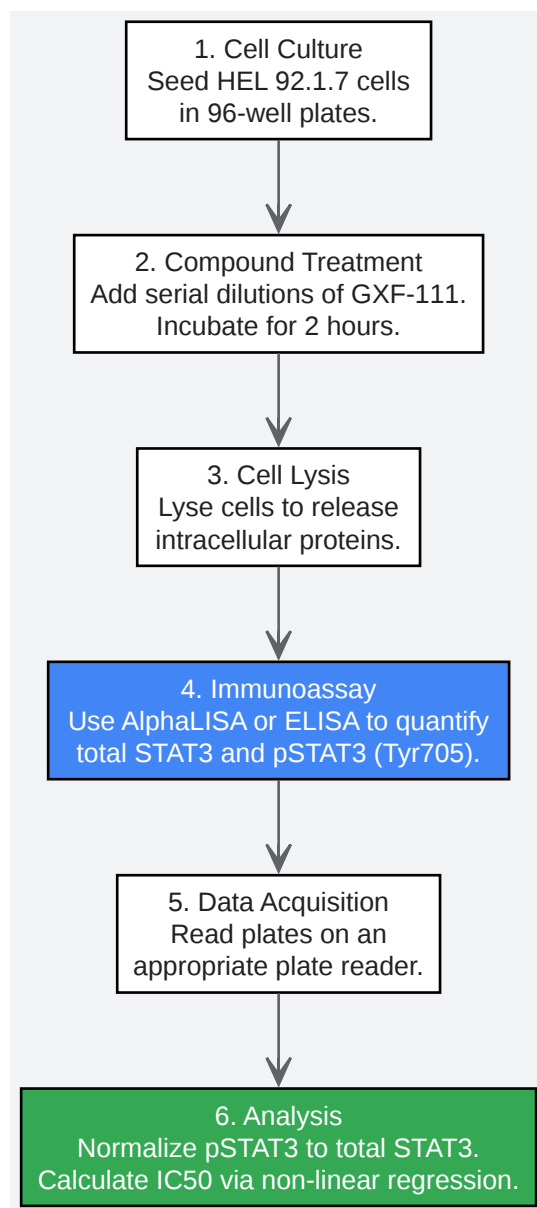 1. Cell Culture
Seed HEL 92.1.7 cells
in 96-well plates.
2. Compound Treatment
Add serial dilutions of GXF-111.
Incubate for 2 hours.
3. Cell Lysis
Lyse cells to release
intracellular proteins.
4. Immunoassay
Use AlphaLISA or ELISA to quantify
total STAT3 and pSTAT3 (Tyr705).
5. Data Acquisition
Read plates on an
appropriate plate reader.
6. Analysis
Normalize pSTAT3 to total STAT3.
Calculate IC50 via non-linear regression.